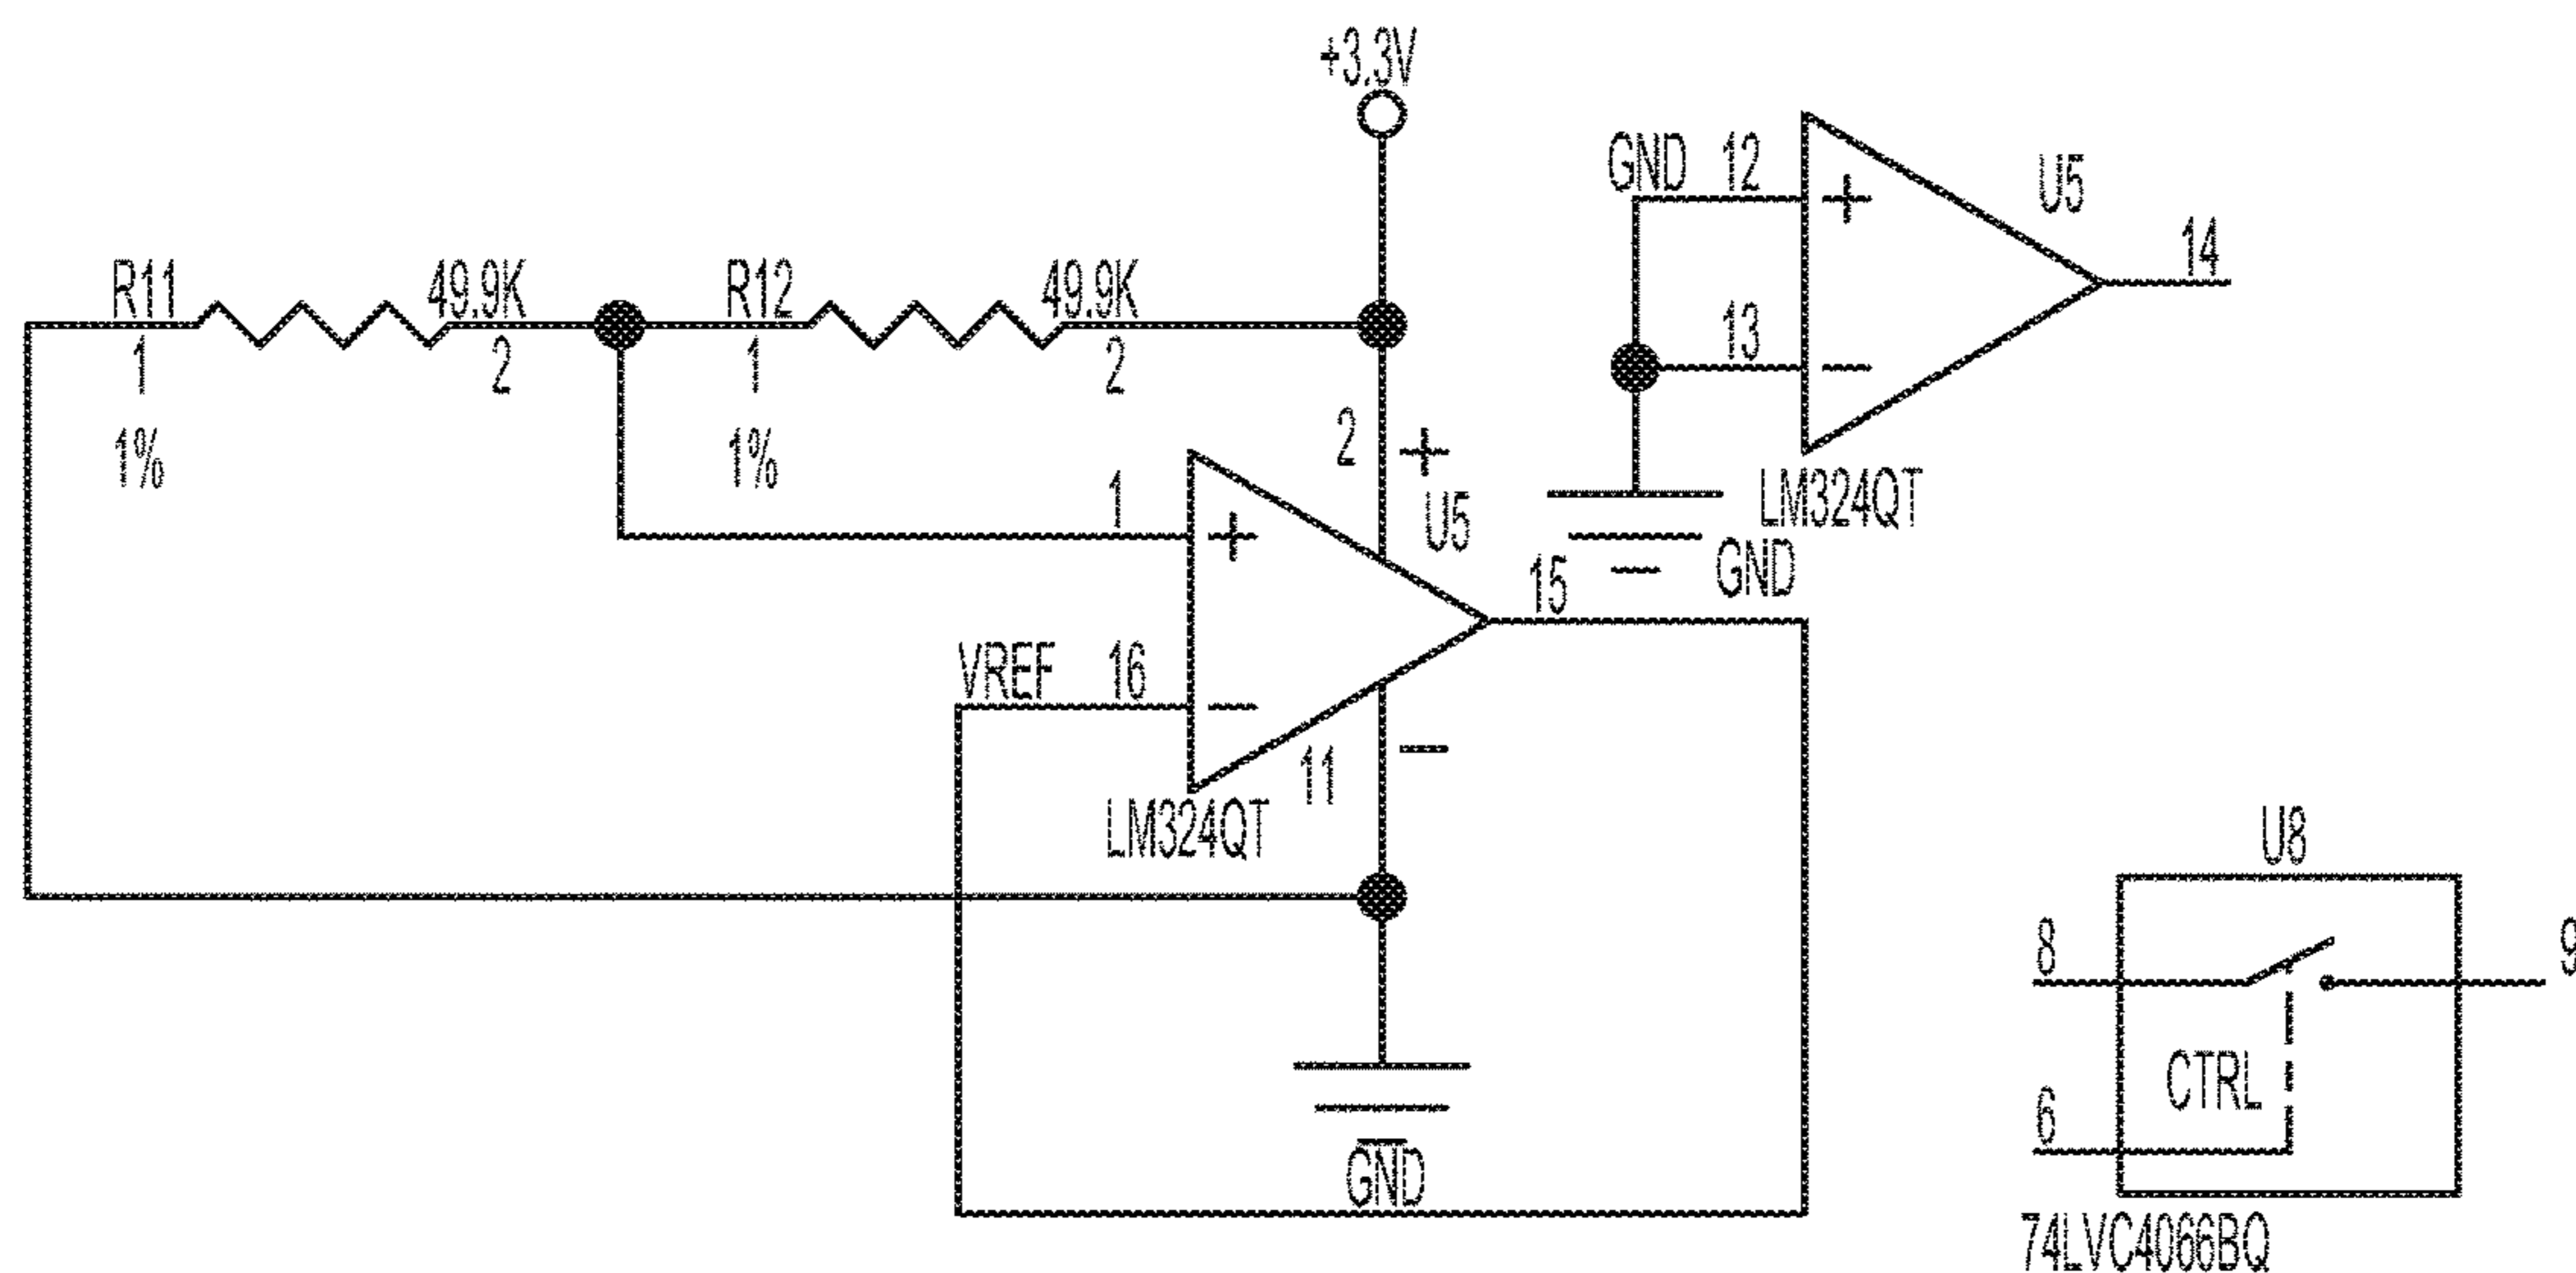 +3.3V
GND 12
U5
14
R11 49.9K R12 49.9K
13
1 2 1 2
1% 1%
2 +
1
U5
LM324QT
+
GND
15
VREF 16
11
LM324QT
U8
8 9
CTRL
6
GND
74LVC4066BQ